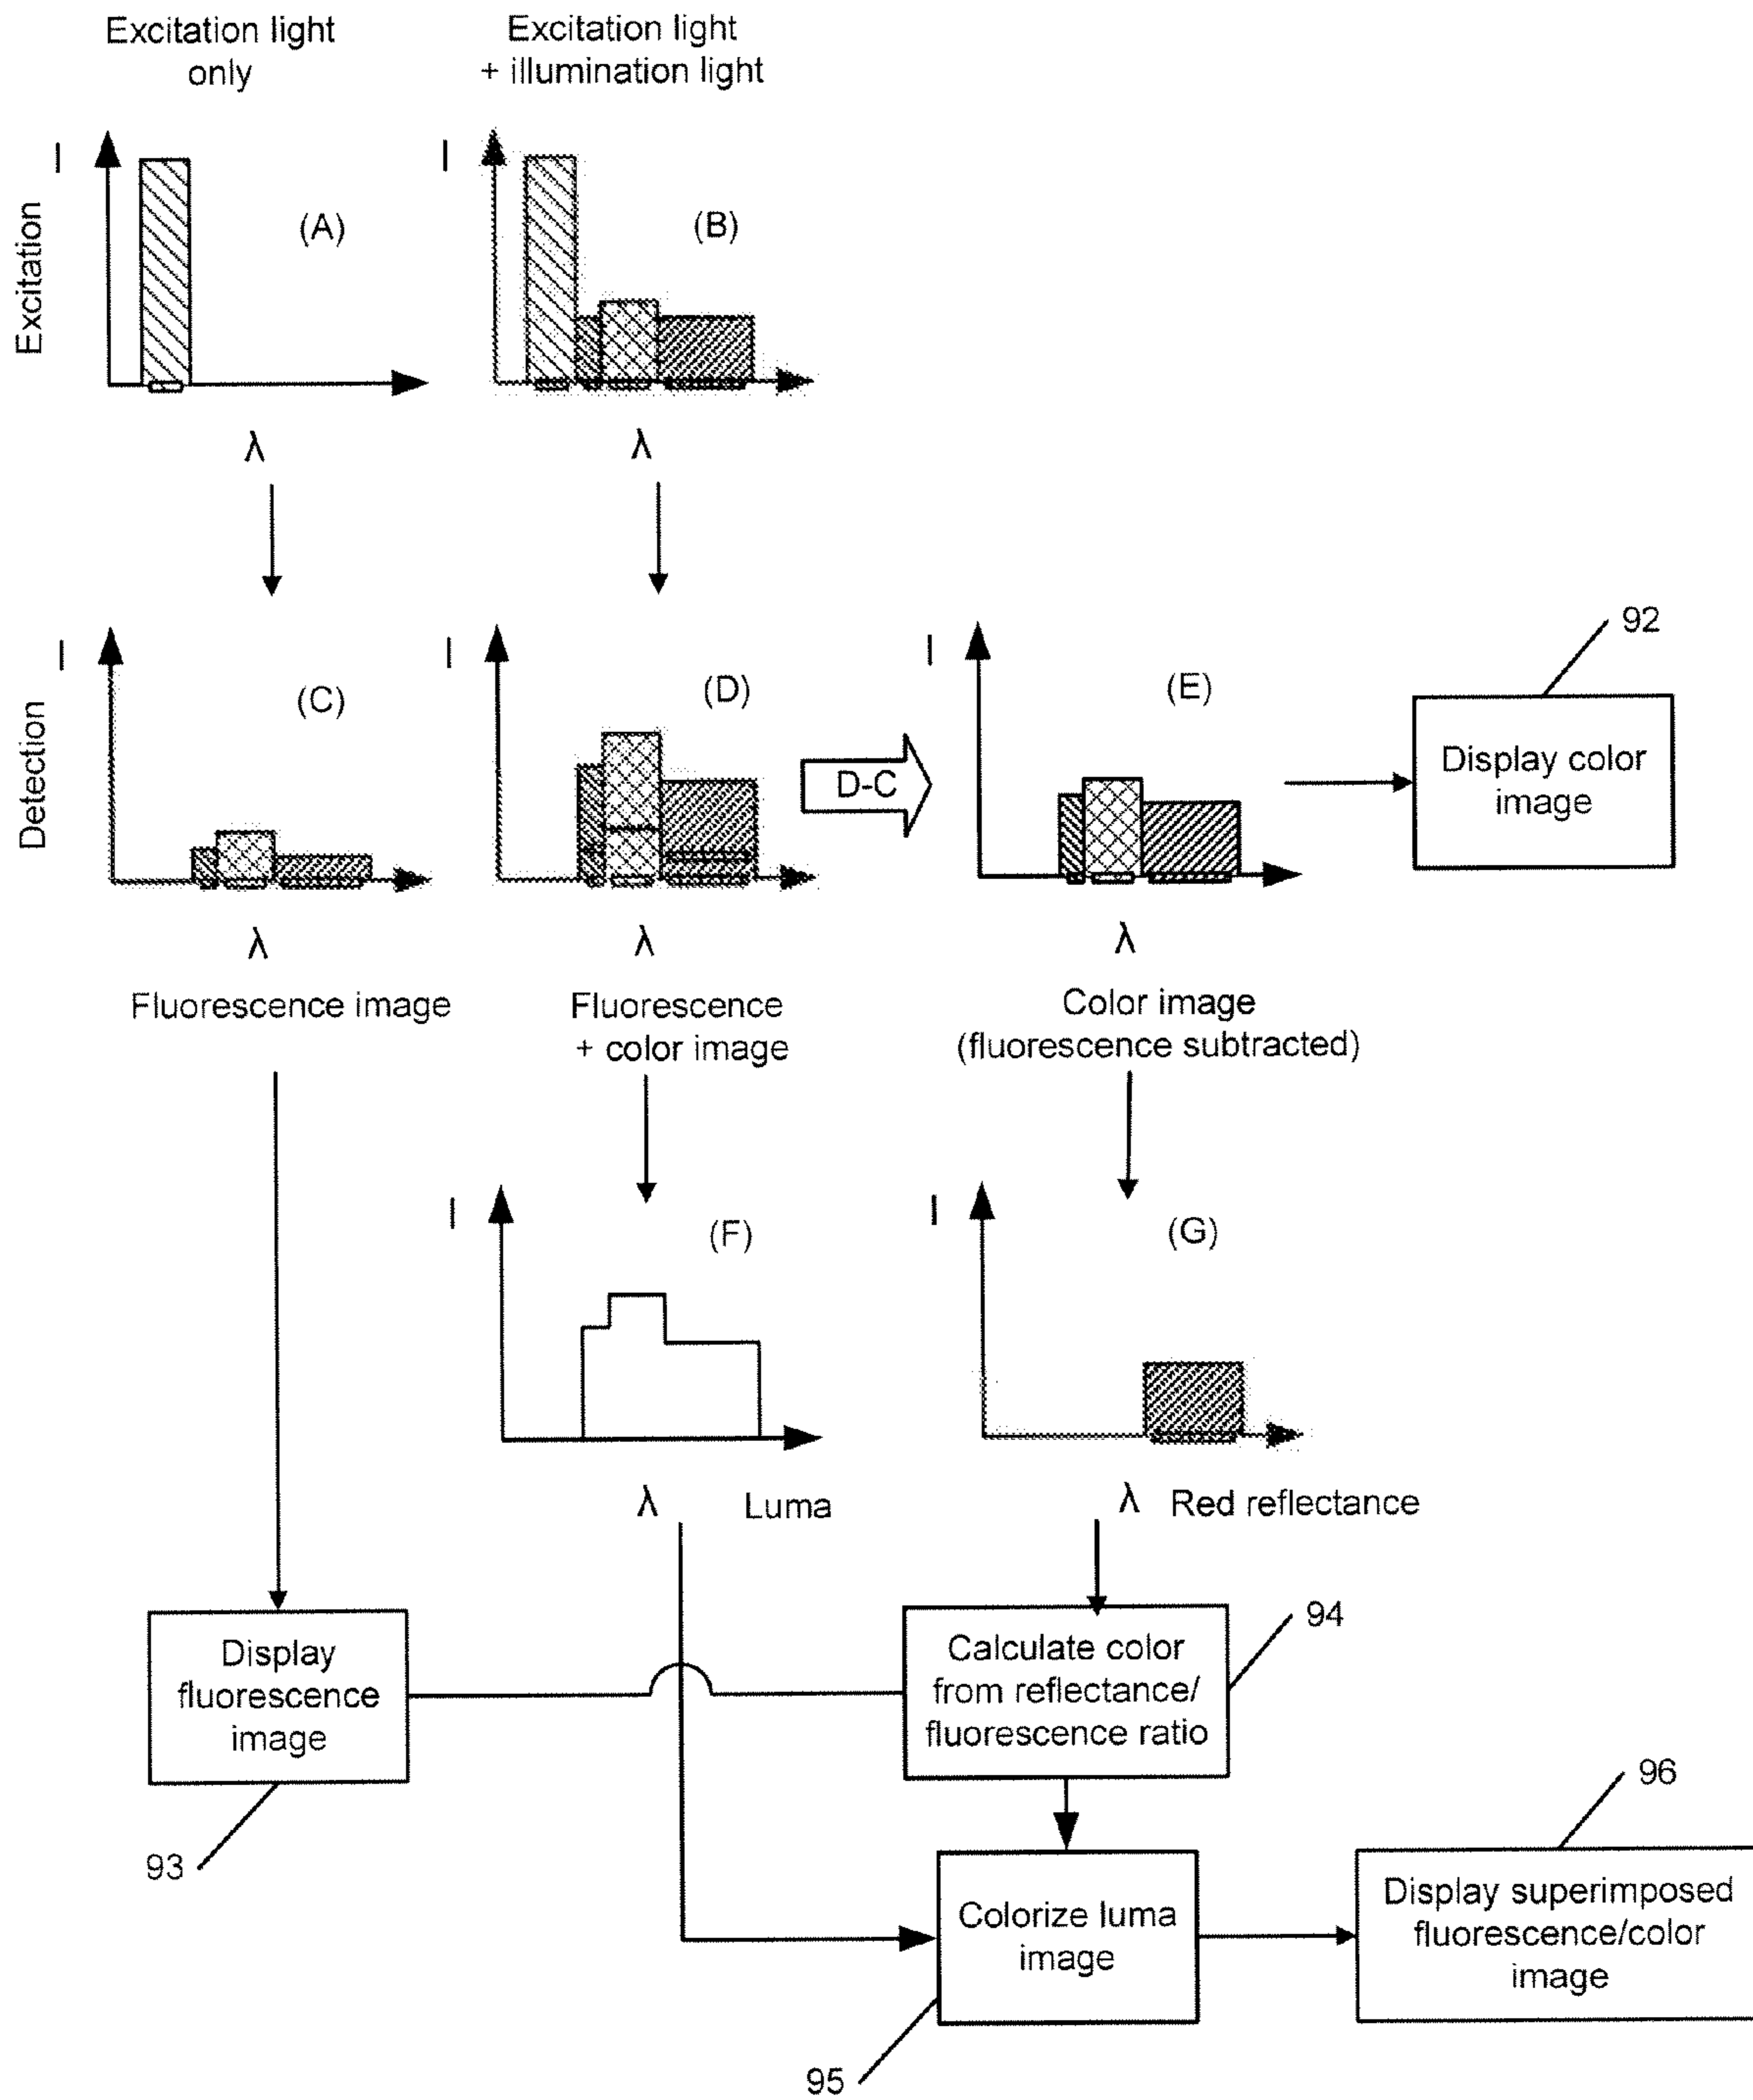 Excitation light
only
Excitation light
+ illumination light
Excitation
I
(A)
λ
I
(B)
λ
Detection
I
(C)
λ
Fluorescence image
I
(D)
λ
Fluorescence
+ color image
D-C
I
(E)
λ
Color image
(fluorescence subtracted)
92
Display color
image
I
(F)
λ
Luma
I
(G)
λ
Red reflectance
Display
fluorescence
image
93
Calculate color
from reflectance/
fluorescence ratio
94
Colorize luma
image
95
Display superimposed
fluorescence/color
image
96